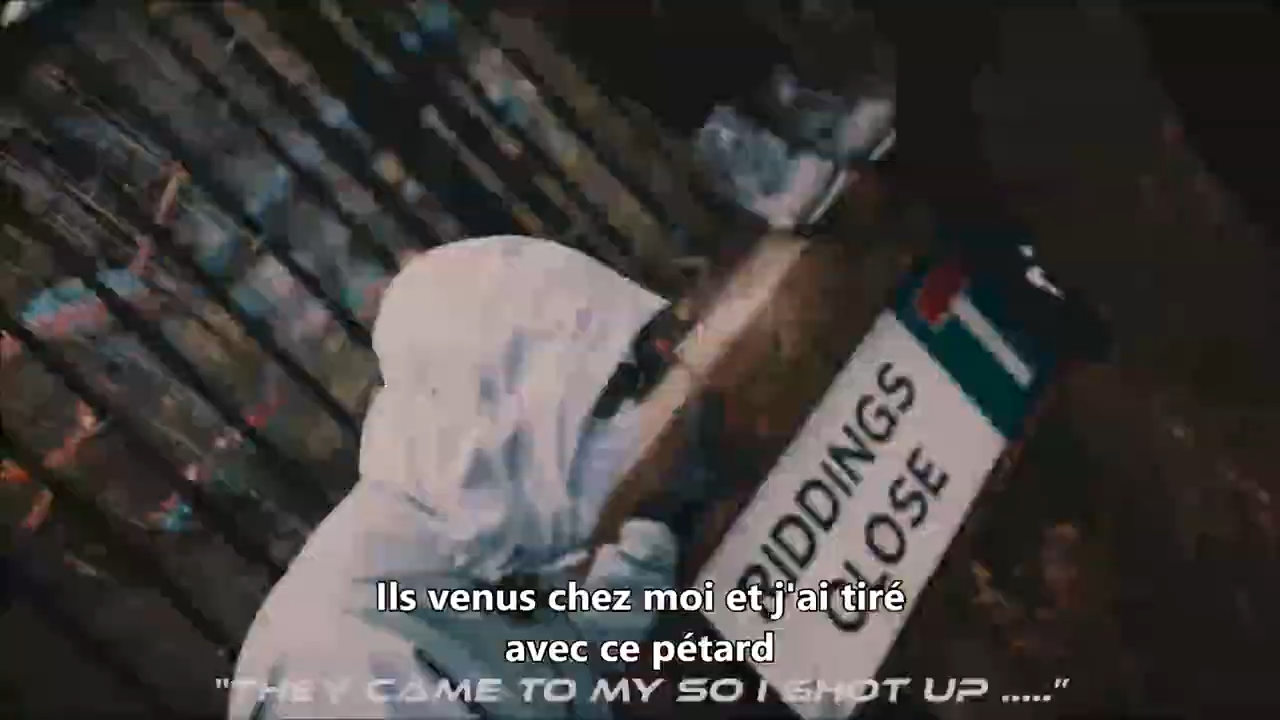 RIDDINGS
CLOSE
Ils venus chez moi et j'ai tiré
avec ce pétard
"THEY CAME TO MY SO I SHOT UP ....."